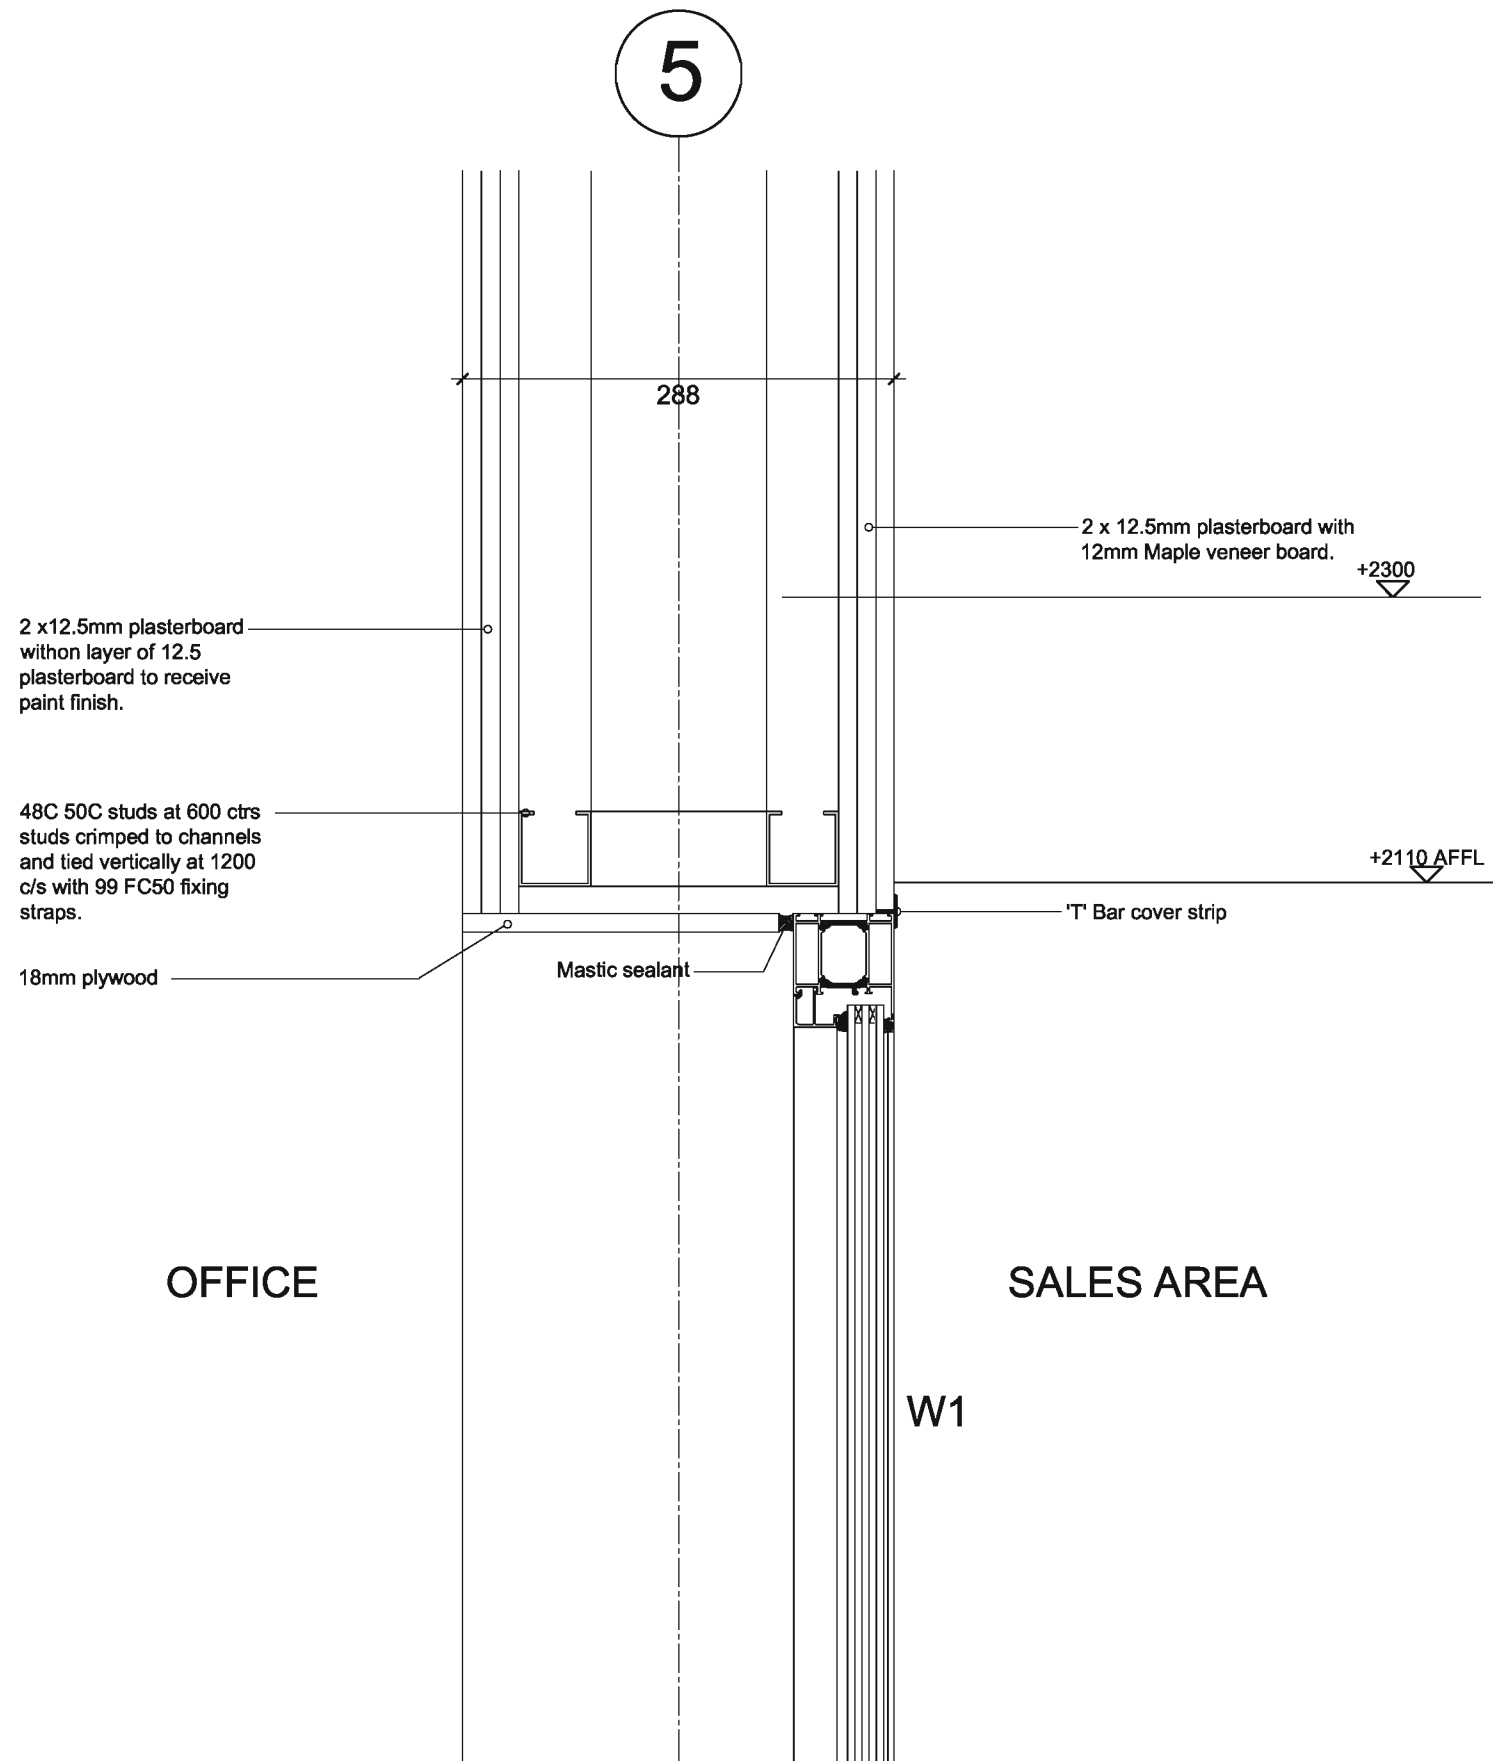 5
288
2 x 12.5mm plasterboard with
12mm Maple veneer board.
+2300
2 x12.5mm plasterboard
withon layer of 12.5
plasterboard to receive
paint finish.
48C 50C studs at 600 ctrs
studs crimped to channels
and tied vertically at 1200
c/s with 99 FC50 fixing
straps.
+2110 AFFL
'T' Bar cover strip
18mm plywood
Mastic sealant
OFFICE
SALES AREA
W1